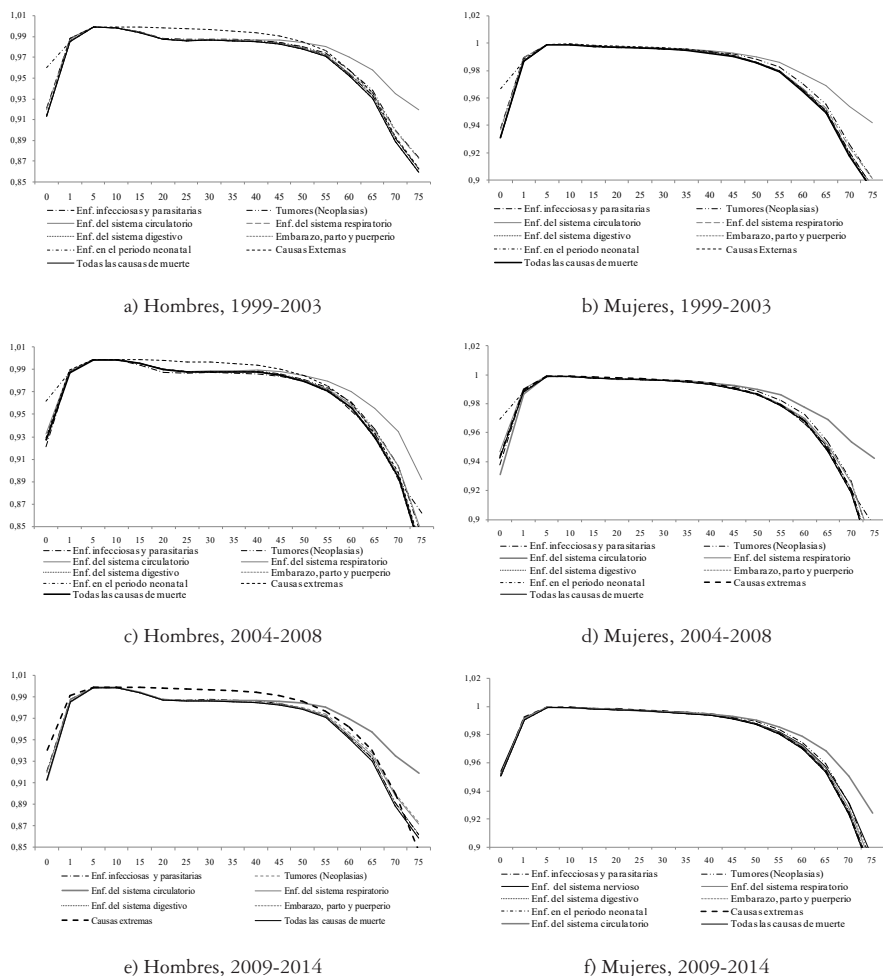 1,01
0,99
0,97
0,95
0,93
0,91
0,89
0,87
0,85
0 1 5 10 15 20 25 30 35 40 45 50 55 60 65 70 75
Enf. infecciosas y parasitarias Tumores (Neoplasias)
Enf. del sistema circulatorio Enf. del sistema respiratorio
Enf. del sistema digestivo Embarazo, parto y puerperio
Enf. en el periodo neonatal Causas Externas
Todas las causas de muerte
a) Hombres, 1999-2003
1,02
1
0,98
0,96
0,94
0,92
0,9
0 1 5 10 15 20 25 30 35 40 45 50 55 60 65 70 75
Enf. infecciosas y parasitarias Tumores (Neoplasias)
Enf. del sistema circulatorio Enf. del sistema respiratorio
Enf. del sistema digestivo Embarazo, parto y puerperio
Enf. en el periodo neonatal Causas Externas
Todas las causas de muerte
b) Mujeres, 1999-2003
1,01
0,99
0,97
0,95
0,93
0,91
0,89
0,87
0,85
0 1 5 10 15 20 25 30 35 40 45 50 55 60 65 70 75
Enf. infecciosas y parasitarias Tumores (Neoplasias)
Enf. del sistema circulatorio Enf. del sistema respiratorio
Enf. del sistema digestivo Embarazo, parto y puerperio
Enf. en el periodo neonatal Causas extremas
Todas las causas de muerte
c) Hombres, 2004-2008
1,02
1
0,98
0,96
0,94
0,92
0,9
0 1 5 10 15 20 25 30 35 40 45 50 55 60 65 70 75
Enf. infecciosas y parasitarias Tumores (Neoplasias)
Enf. del sistema circulatorio Enf. del sistema respiratorio
Enf. del sistema digestivo Embarazo, parto y puerperio
Enf. en el periodo neonatal Causas extremas
Todas las causas de muerte
d) Mujeres, 2004-2008
1,01
0,99
0,97
0,95
0,93
0,91
0,89
0,87
0,85
0 1 5 10 15 20 25 30 35 40 45 50 55 60 65 70 75
Enf. infecciosas y parasitarias Tumores (Neoplasias)
Enf. del sistema circulatorio Enf. del sistema respiratorio
Enf. del sistema digestivo Embarazo, parto y puerperio
Causas extremas Todas las causas de muerte
e) Hombres, 2009-2014
1,02
1
0,98
0,96
0,94
0,92
0,9
0 1 5 10 15 20 25 30 35 40 45 50 55 60 65 70 75
Enf. infecciosas y parasitarias Tumores (Neoplasias)
Enf. del sistema nervioso Enf. del sistema respiratorio
Enf. del sistema digestivo Embarazo, parto y puerperio
Enf. en el periodo neonatal Causas extremas
Enf. del sistema circulatorio Todas las causas de muerte
f) Mujeres, 2009-2014